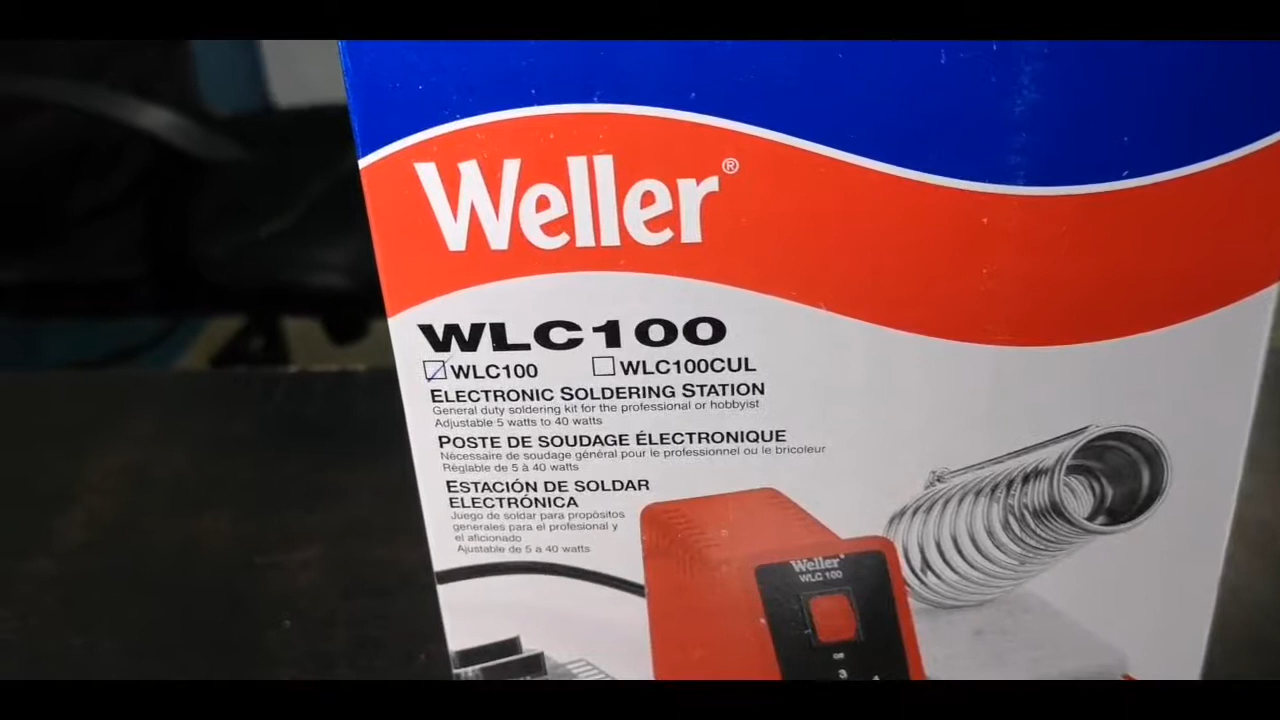 Weller®
WLC100
WLC100 WLC100CUL
ELECTRONIC SOLDERING STATION
General duty soldering kit for the professional or hobbyist
Adjustable 5 watts to 40 watts
POSTE DE SOUDAGE ÉLECTRONIQUE
Nécessaire de soudage général pour le professionnel ou le bricoleur
Réglable de 5 à 40 watts
ESTACIÓN DE SOLDAR
ELECTRÓNICA
Juego de soldar para propósitos
generales para el profesional y
el aficionado
Ajustable de 5 a 40 watts
Weller
WLC 100
Off
3